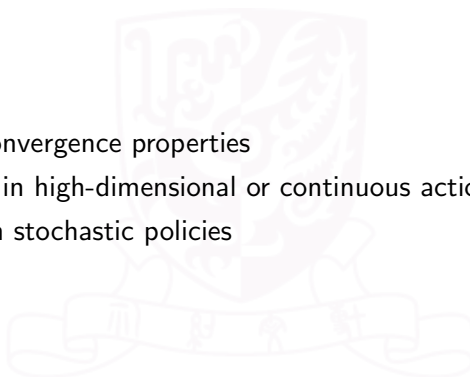 onvergence properties
in high-dimensional or continuous actio
stochastic policies